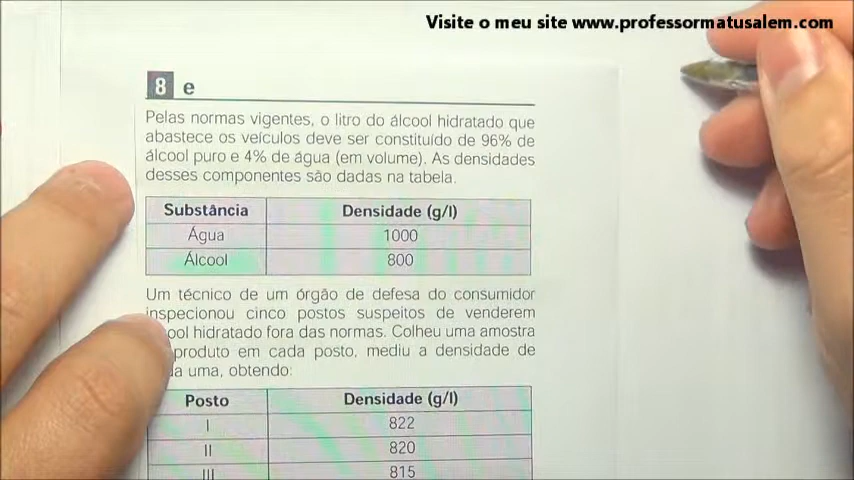 Visite o meu site www.professormatusalem.com
8 e
Pelas normas vigentes, o litro do álcool hidratado que
abastece os veículos deve ser constituído de 96% de
álcool puro e 4% de água (em volume). As densidades
desses componentes são dadas na tabela.
Substância Densidade (g/l)
Água 1000
Álcool 800
Um técnico de um órgão de defesa do consumidor
inspecionou cinco postos suspeitos de venderem
hidratado fora das normas. Colheu uma amostra
produto em cada posto, mediu a densidade de
uma, obtendo:
Posto Densidade (g/l)
I 822
II 820
III 815